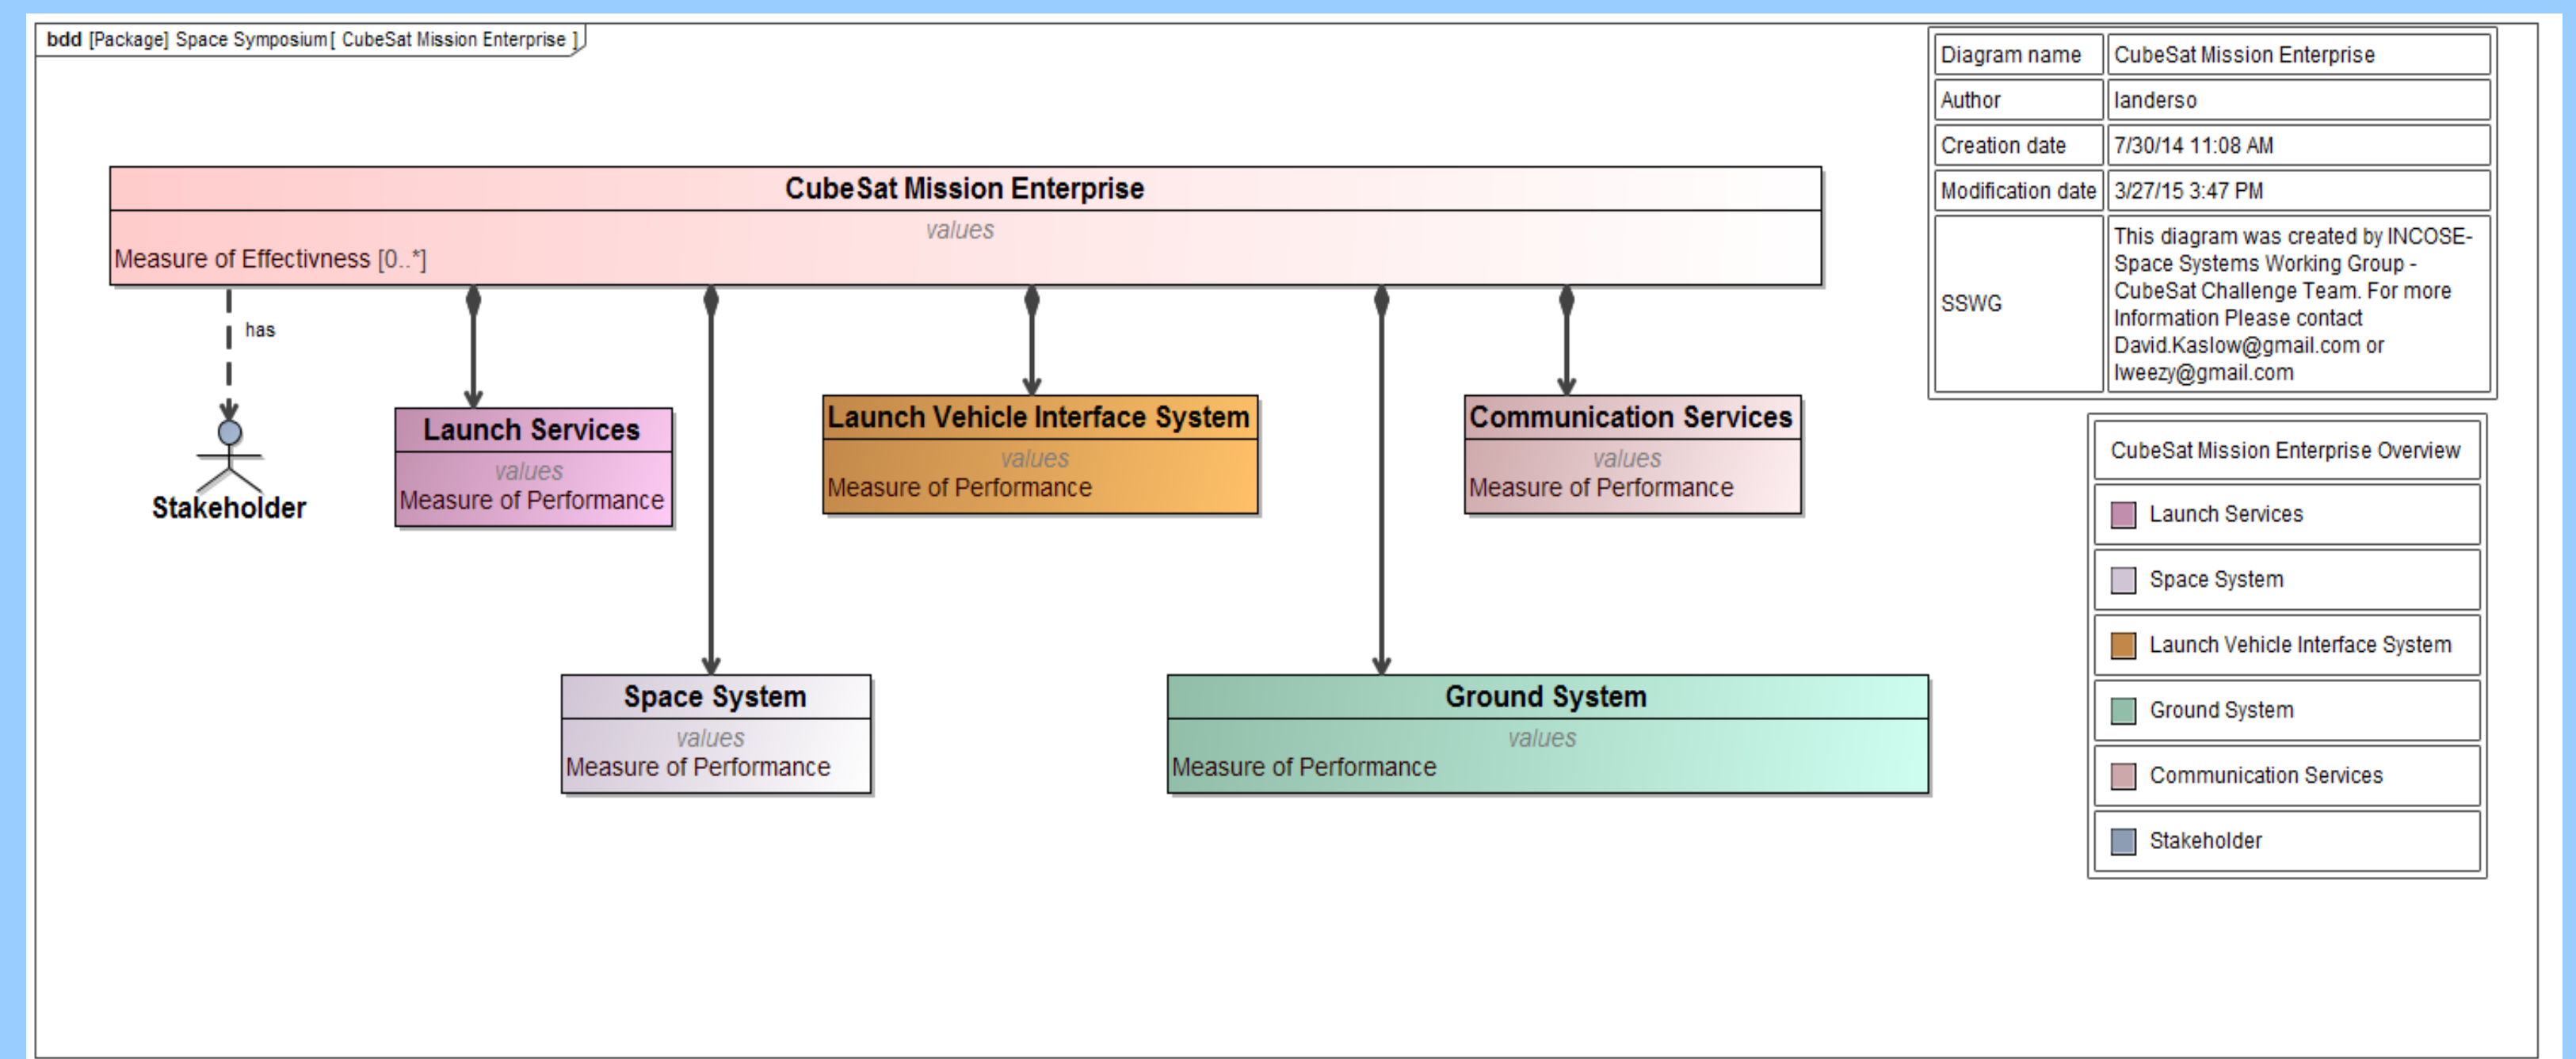 bdd [Package] Space Symposium[ CubeSat Mission Enterprise ]
Diagram name CubeSat Mission Enterprise
Author landerso
Creation date 7/30/14 11:08 AM
Modification date 3/27/15 3:47 PM
SSWG
This diagram was created by INCOSE-
Space Systems Working Group -
CubeSat Challenge Team. For more
Information Please contact
David.Kaslow@gmail.com or
lweezy@gmail.com
CubeSat Mission Enterprise
values
Measure of Effectivness [0..*]
has
Stakeholder
Launch Services
values
Measure of Performance
Launch Vehicle Interface System
values
Measure of Performance
Communication Services
values
Measure of Performance
Space System
values
Measure of Performance
Ground System
values
Measure of Performance
CubeSat Mission Enterprise Overview
Launch Services
Space System
Launch Vehicle Interface System
Ground System
Communication Services
Stakeholder